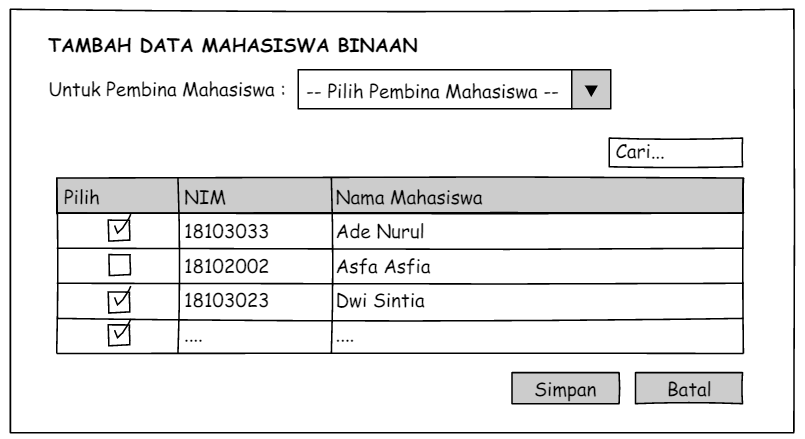 TAMBAH DATA MAHASISWA BINAAN
Untuk Pembina Mahasiswa : -- Pilih Pembina Mahasiswa --
Cari...
Pilih NIM Nama Mahasiswa
18103033 Ade Nurul
18102002 Asfa Asfia
18103023 Dwi Sintia
.... ....
Simpan Batal